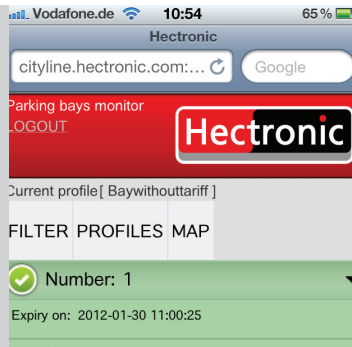 Vodafone.de 10:54 65 %
Hectronic
cityline.hectronic.com:... Google
Parking bays monitor
LOGOUT
Hectronic
Current profile[ Baywithouttariff ]
FILTER PROFILES MAP
Number: 1
Expiry on: 2012-01-30 11:00:25